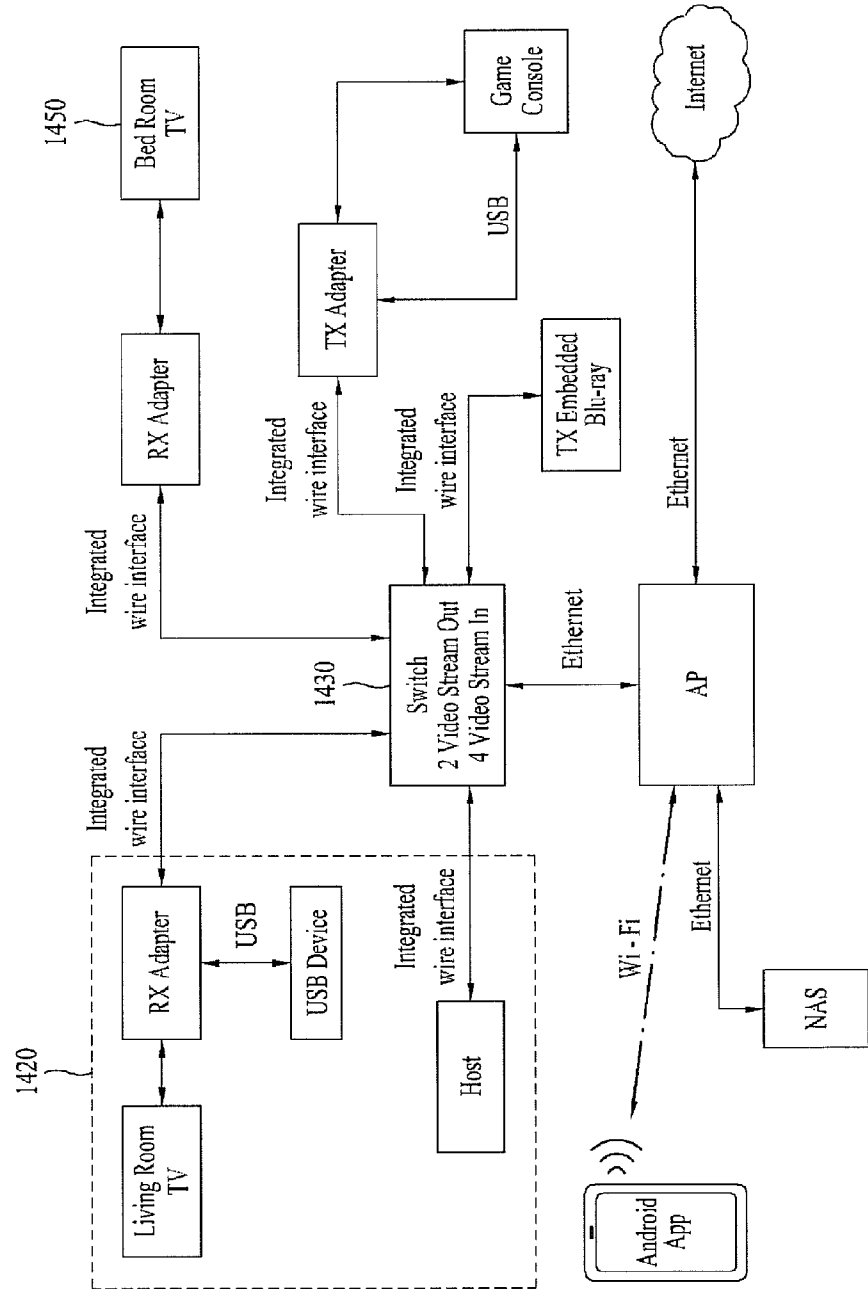 1420
Living Room
TV
RX Adapter
USB
USB Device
Host
Integrated
wire interface
Integrated
wire interface
Integrated
wire interface
RX Adapter
1450
Bed Room
TV
1430
Switch
2 Video Stream Out
4 Video Stream In
Integrated
wire interface
TX Adapter
USB
Game
Console
Integrated
wire interface
TX Embedded
Blu-ray
Ethernet
AP
Ethernet
Internet
Wi - Fi
Ethernet
NAS
Android
App